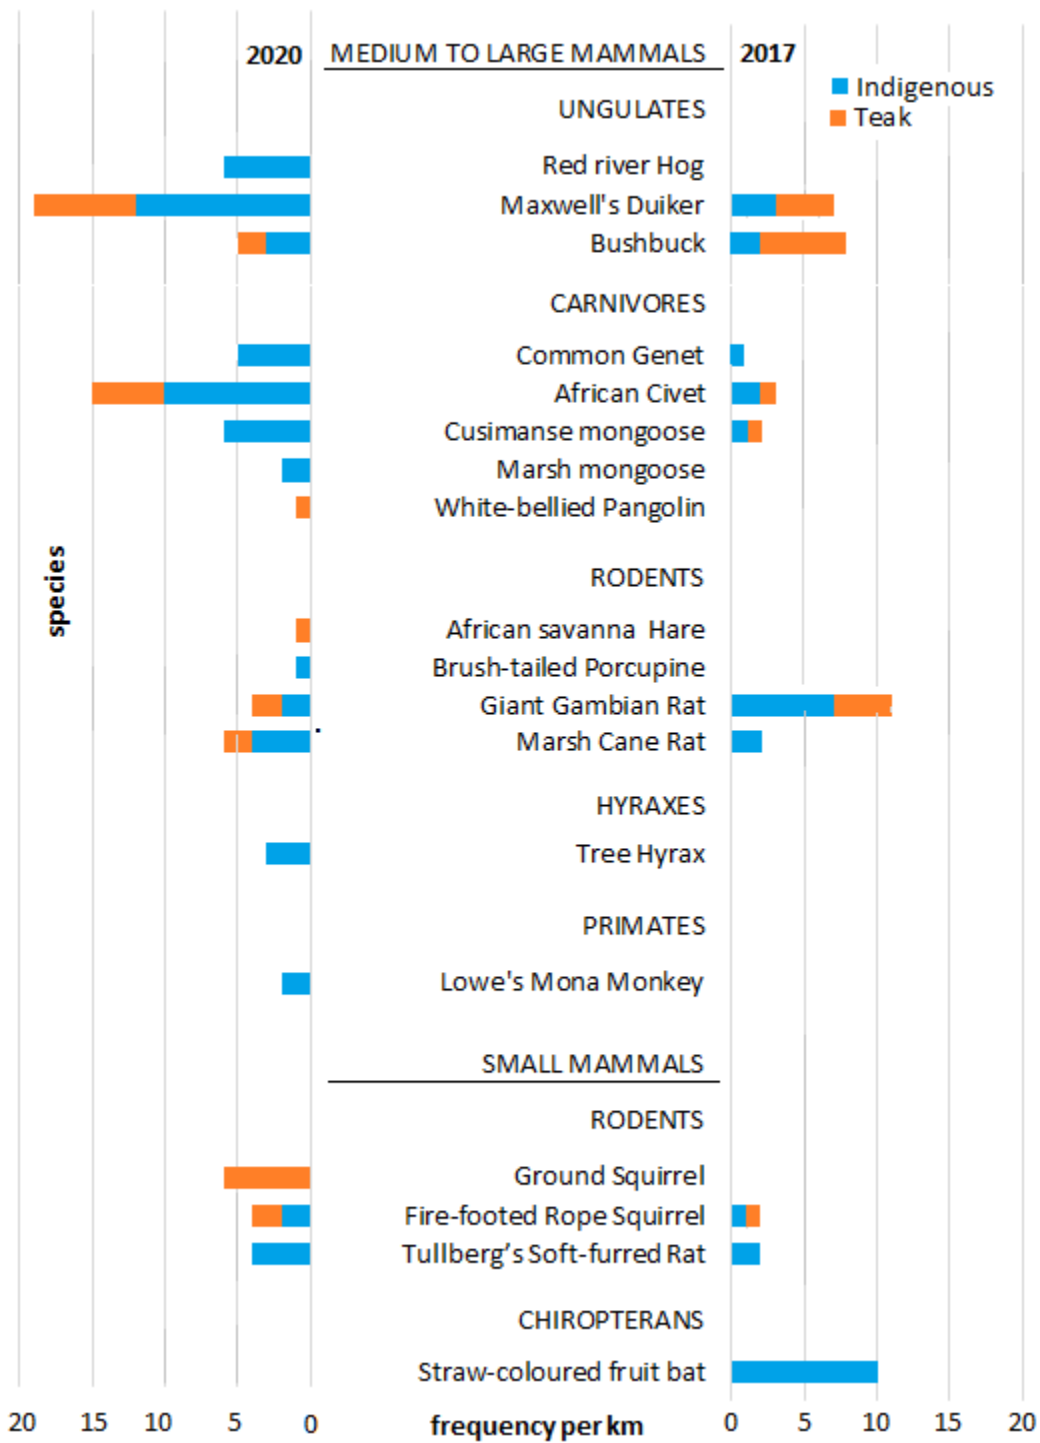 2020 MEDIUM TO LARGE MAMMALS 2017
Indigenous
Teak
UNGULATES
Red river Hog
Maxwell's Duiker
Bushbuck
CARNIVORES
Common Genet
African Civet
Cusimanse mongoose
Marsh mongoose
White-bellied Pangolin
species
RODENTS
African savanna Hare
Brush-tailed Porcupine
Giant Gambian Rat
Marsh Cane Rat
HYRAXES
Tree Hyrax
PRIMATES
Lowe's Mona Monkey
SMALL MAMMALS
RODENTS
Ground Squirrel
Fire-footed Rope Squirrel
Tullberg’s Soft-furred Rat
CHIROPTERANS
Straw-coloured fruit bat
20 15 10 5 0 frequency per km 0 5 10 15 20